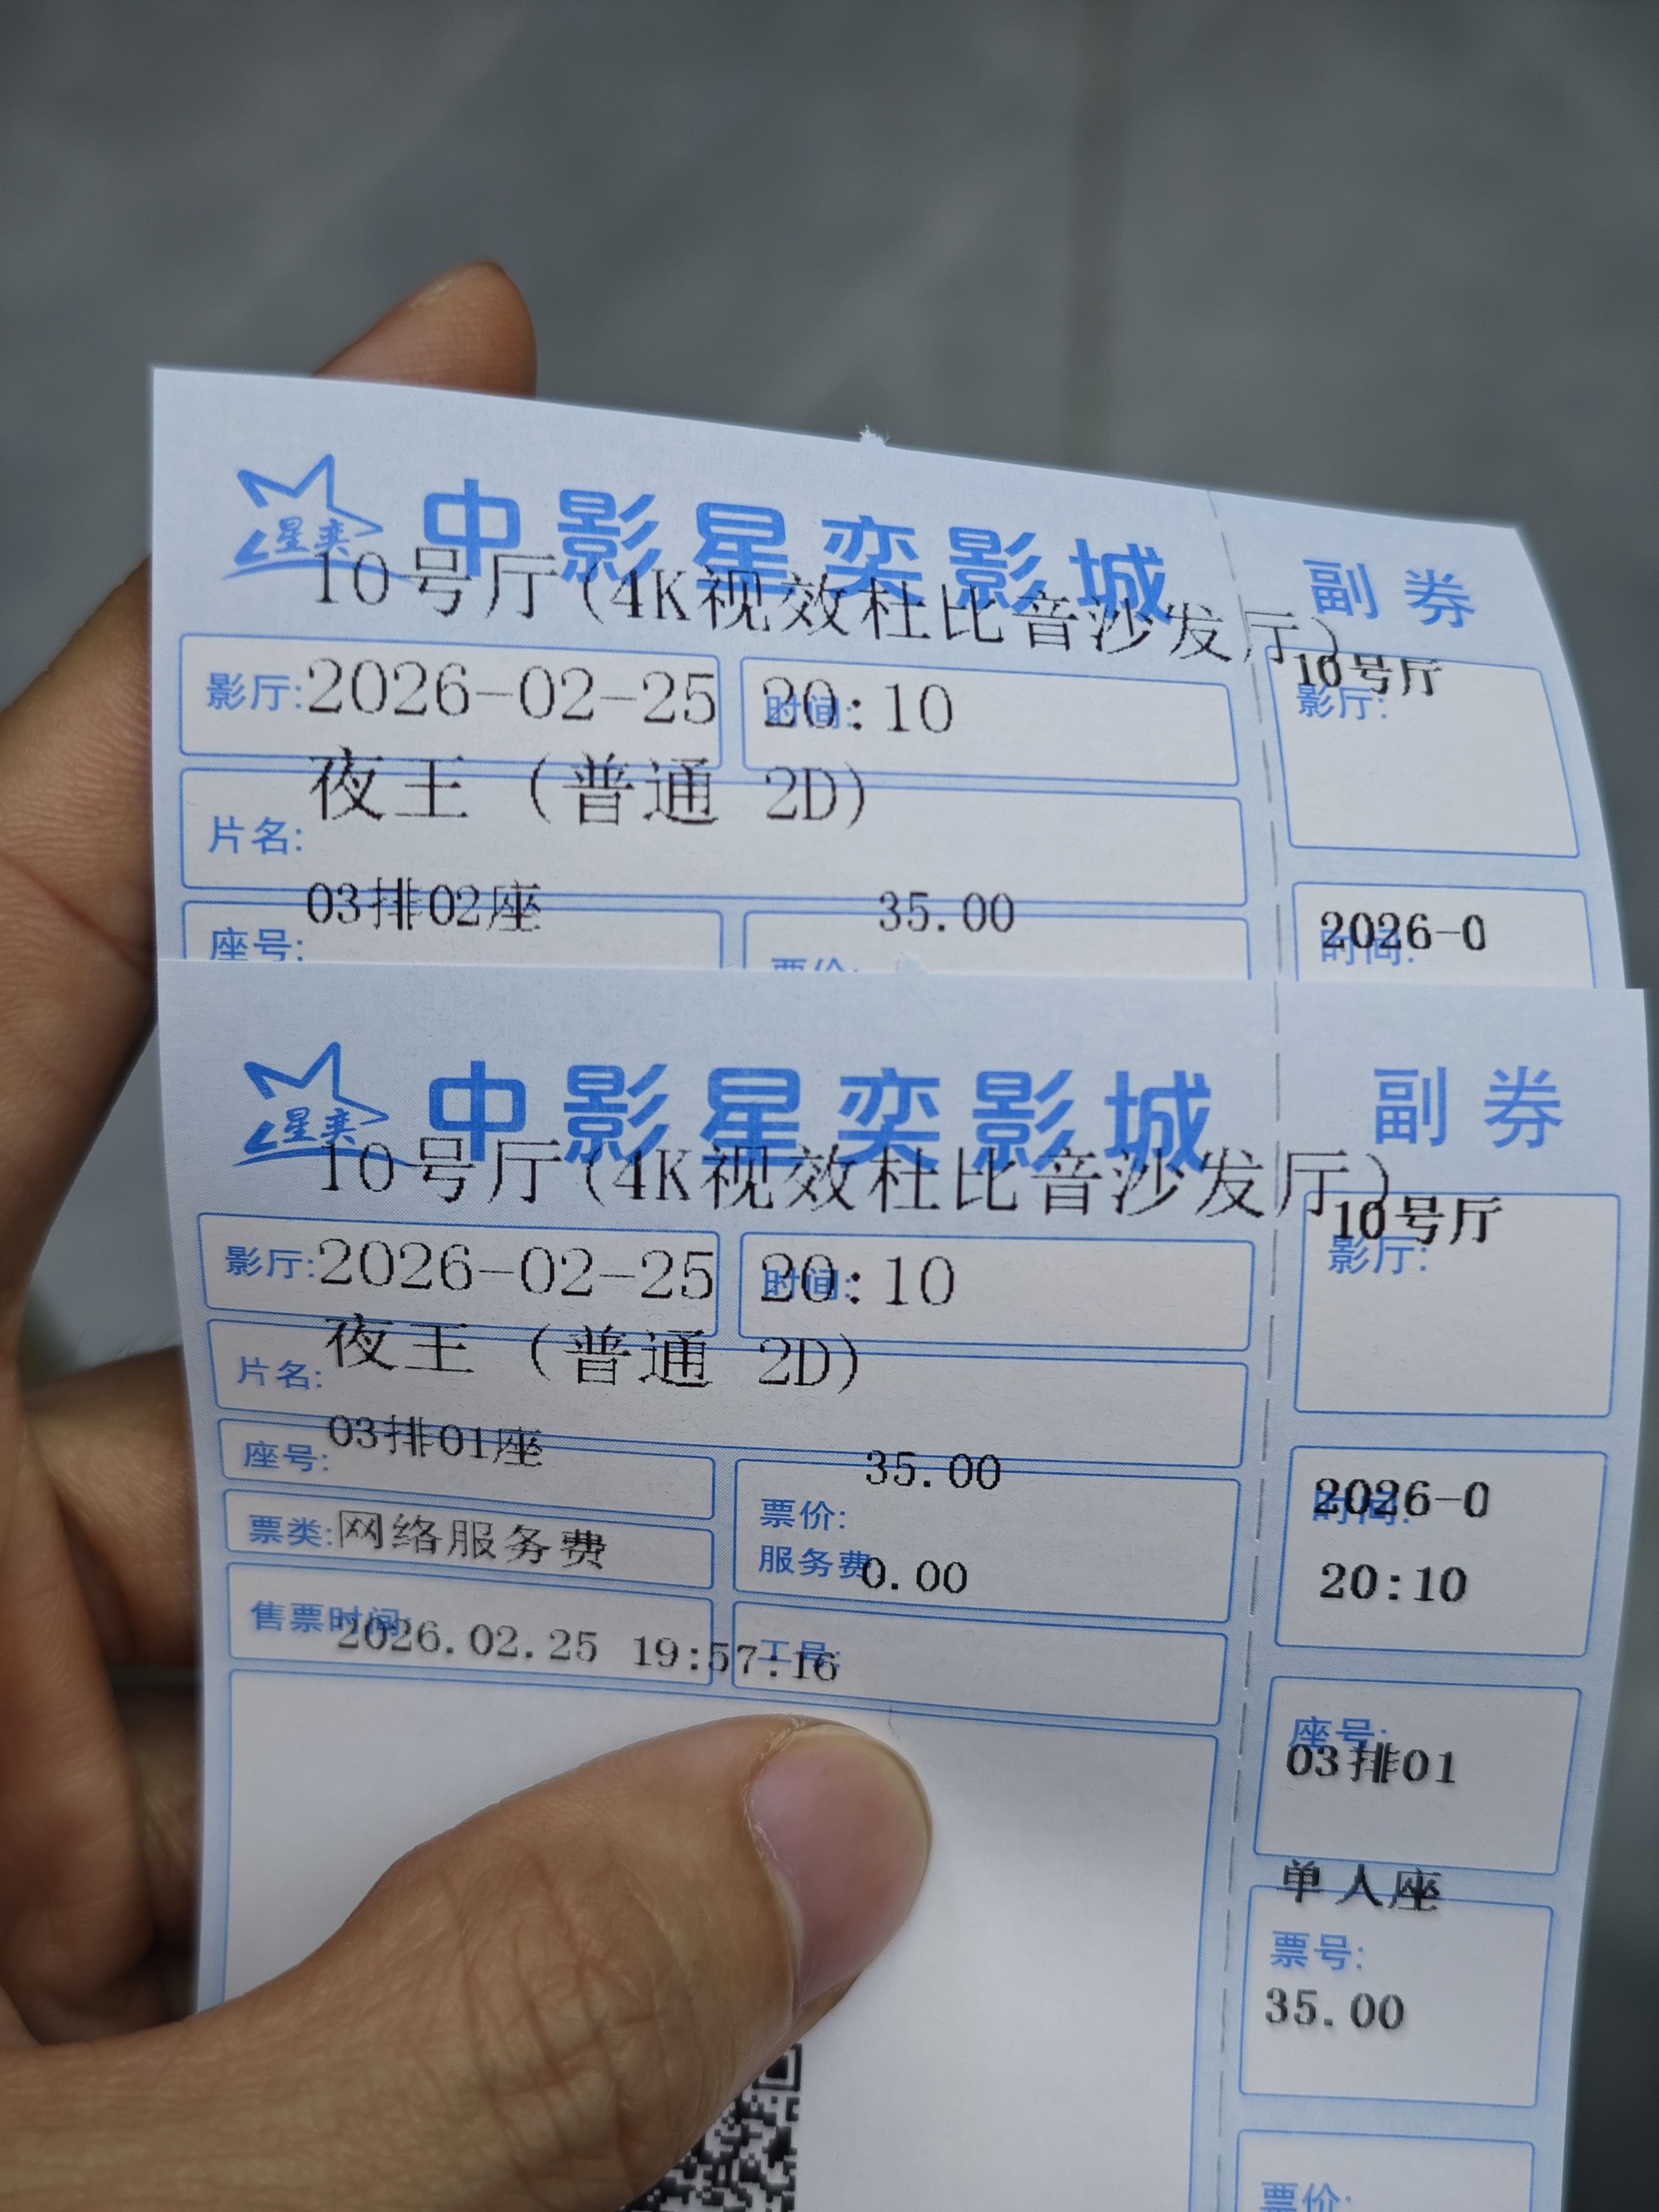 星奕 中影星奕影城 副券
10号厅(4K视效杜比音沙发厅)
10号厅
影厅: 2026-02-25 时间: 20:10
影厅:
片名: 夜王（普通 2D）
座号: 03排02座 票价: 35.00
2026-0
时间:
星奕 中影星奕影城 副券
10号厅(4K视效杜比音沙发厅)
10号厅
影厅: 2026-02-25 时间: 20:10
影厅:
片名: 夜王（普通 2D）
座号: 03排01座 35.00
票价:
2026-0
时间:
票类: 网络服务费 服务费 0.00
20:10
售票时间: 2026.02.25 19:57:16 工号:
座号:
03排01
单人座
票号:
35.00
票价: